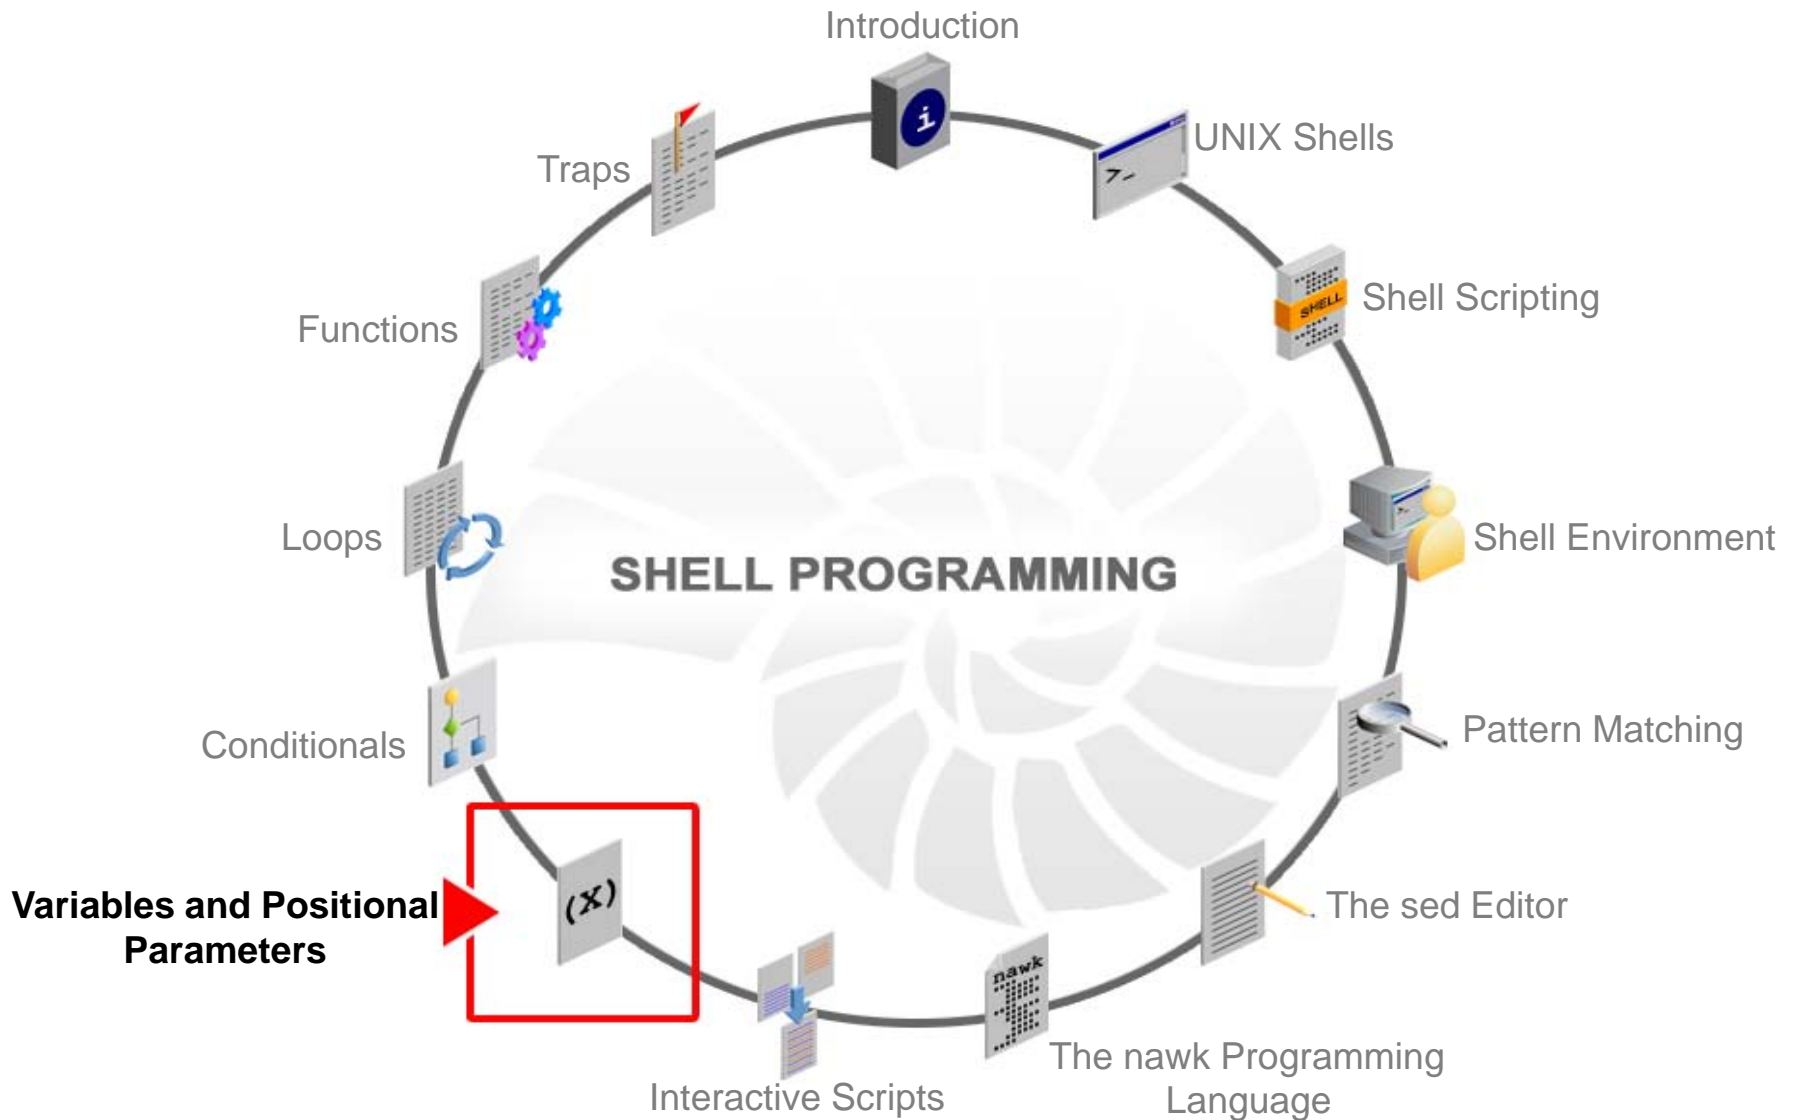 Introduction
UNIX Shells
>_
i
Traps
Shell Scripting
SHELL
Functions
Loops
Shell Environment
>_
SHELL PROGRAMMING
Conditionals
Pattern Matching
Variables and Positional
Parameters
(X)
The sed Editor
nawk
The nawk Programming
Language
Interactive Scripts